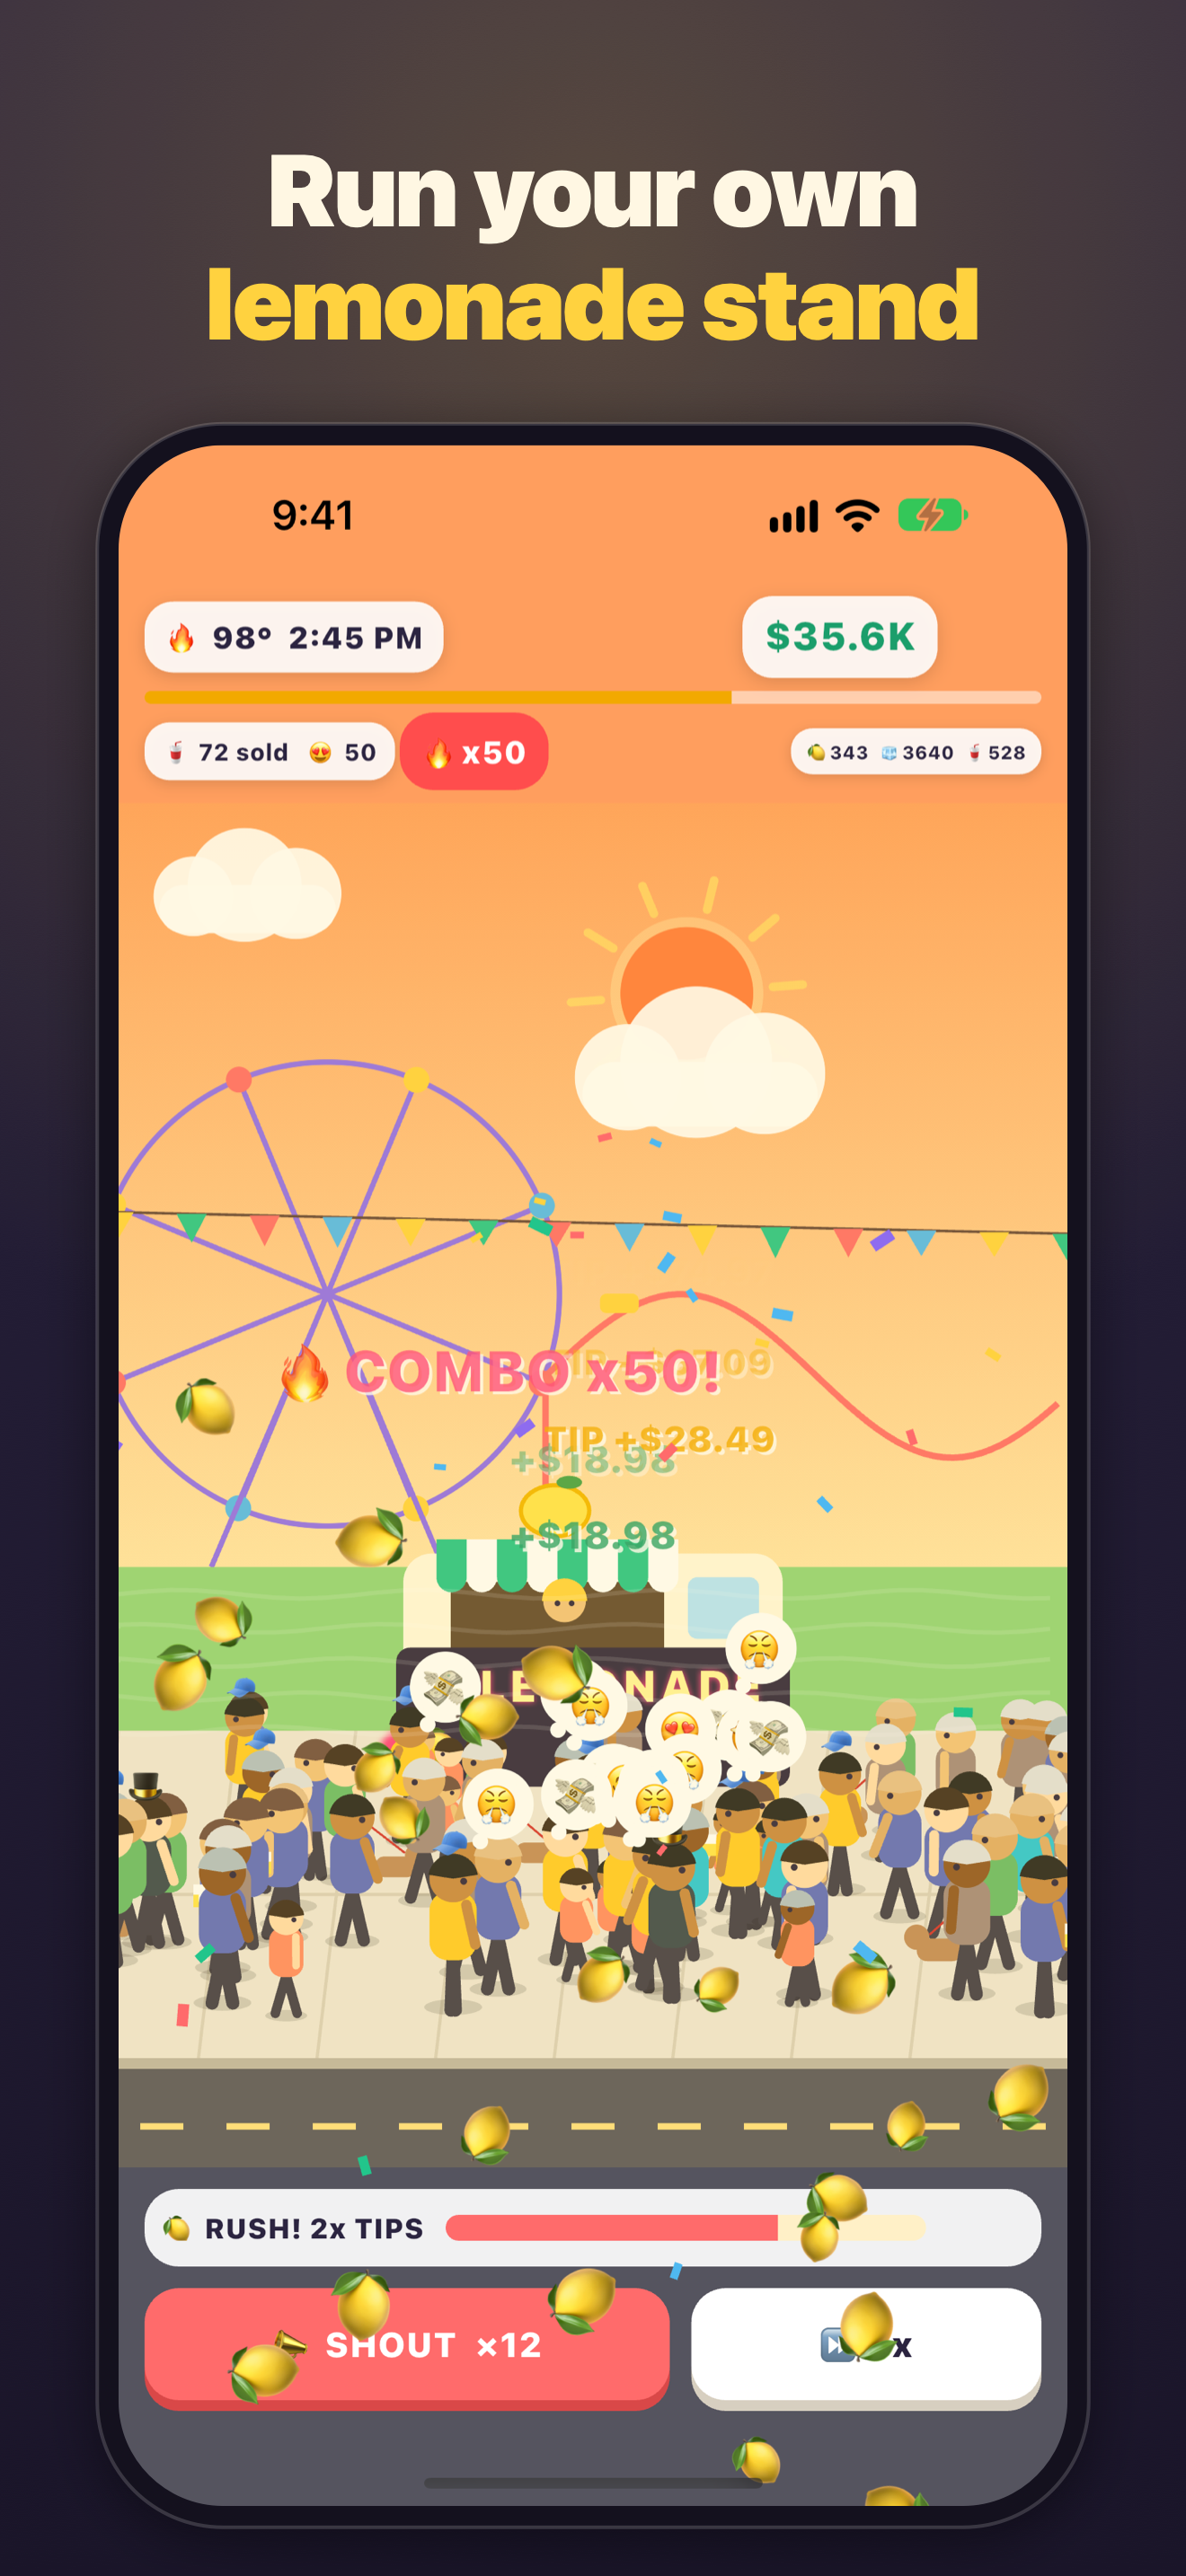 Run your own
lemonade stand
9:41
98° 2:45 PM
$35.6K
72 sold 50
x50
343 3640 528
COMBO x50!
TIP +$28.49
+$18.98
+$18.98
RUSH! 2x TIPS
SHOUT ×12
x